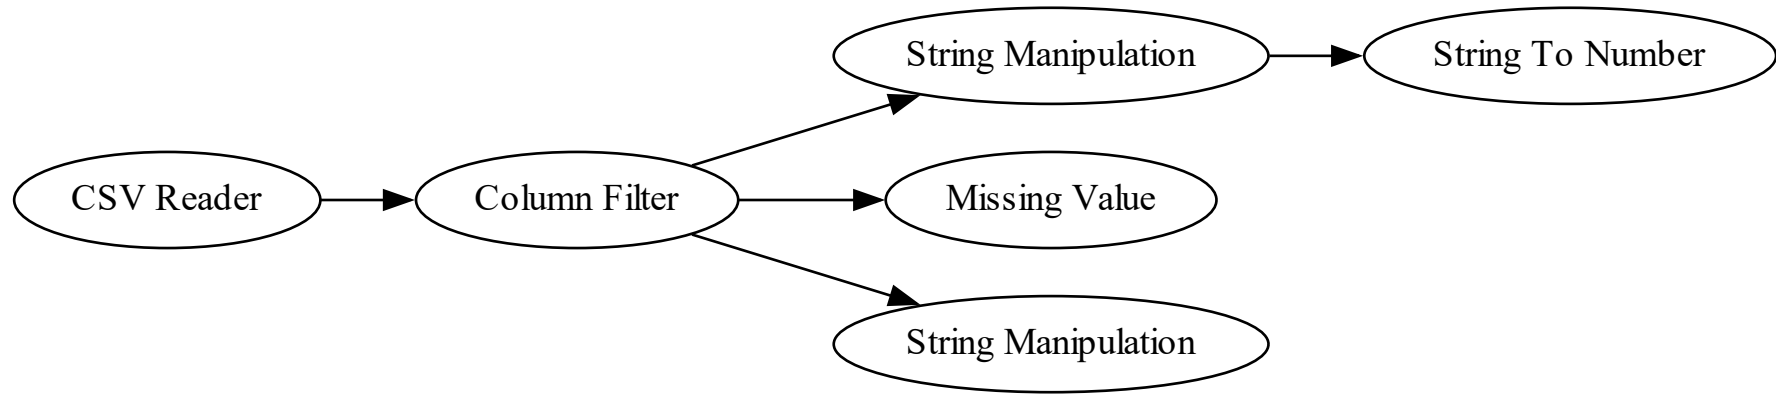 String Manipulation
String To Number
CSV Reader
Column Filter
Missing Value
String Manipulation